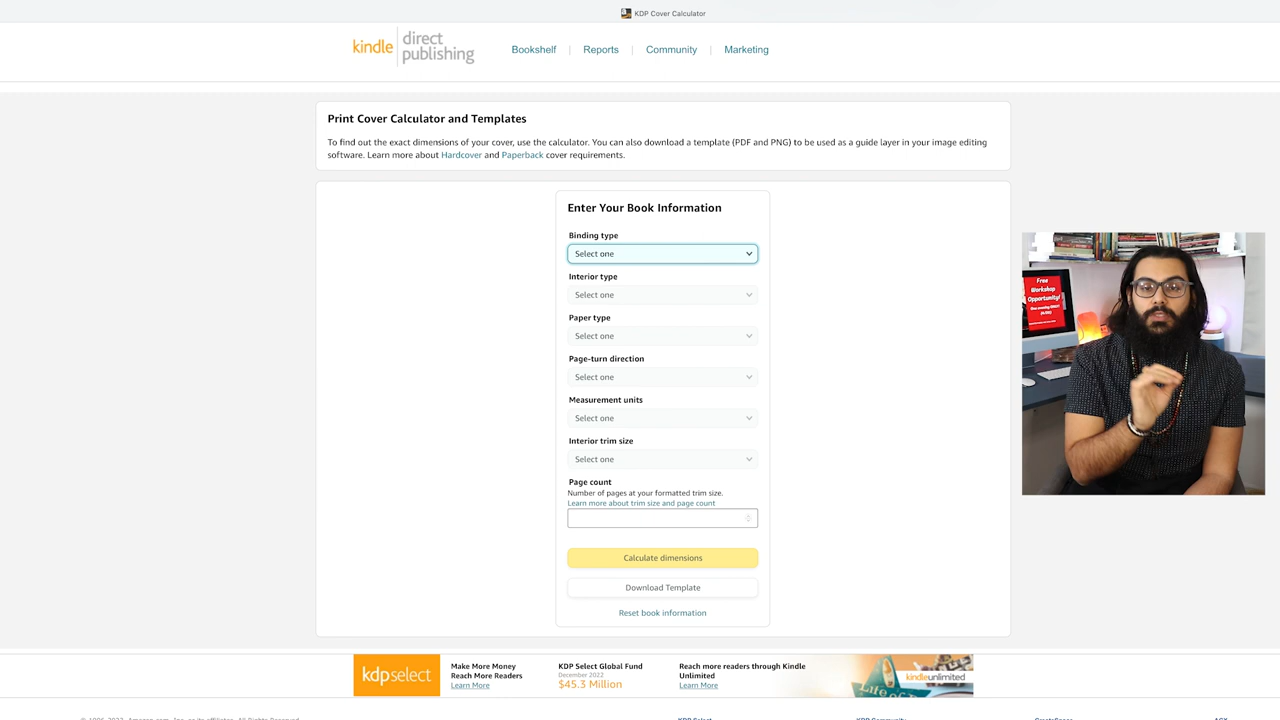 KDP Cover Calculator
kindle direct publishing
Bookshelf | Reports | Community | Marketing
Print Cover Calculator and Templates
To find out the exact dimensions of your cover, use the calculator. You can also download a template (PDF and PNG) to be used as a guide layer in your image editing
software. Learn more about Hardcover and Paperback cover requirements.
Enter Your Book Information
Binding type
Select one
Interior type
Select one
Paper type
Select one
Page-turn direction
Select one
Measurement units
Select one
Interior trim size
Select one
Page count
Number of pages at your formatted trim size.
Learn more about trim size and page count
Calculate dimensions
Download Template
Reset book information
Free
Workshop
Opportunity!
kdpselect
Make More Money
Reach More Readers
Learn More
KDP Select Global Fund
December 2022
$45.3 Million
Reach more readers through Kindle
Unlimited
Learn More
kindleunlimited